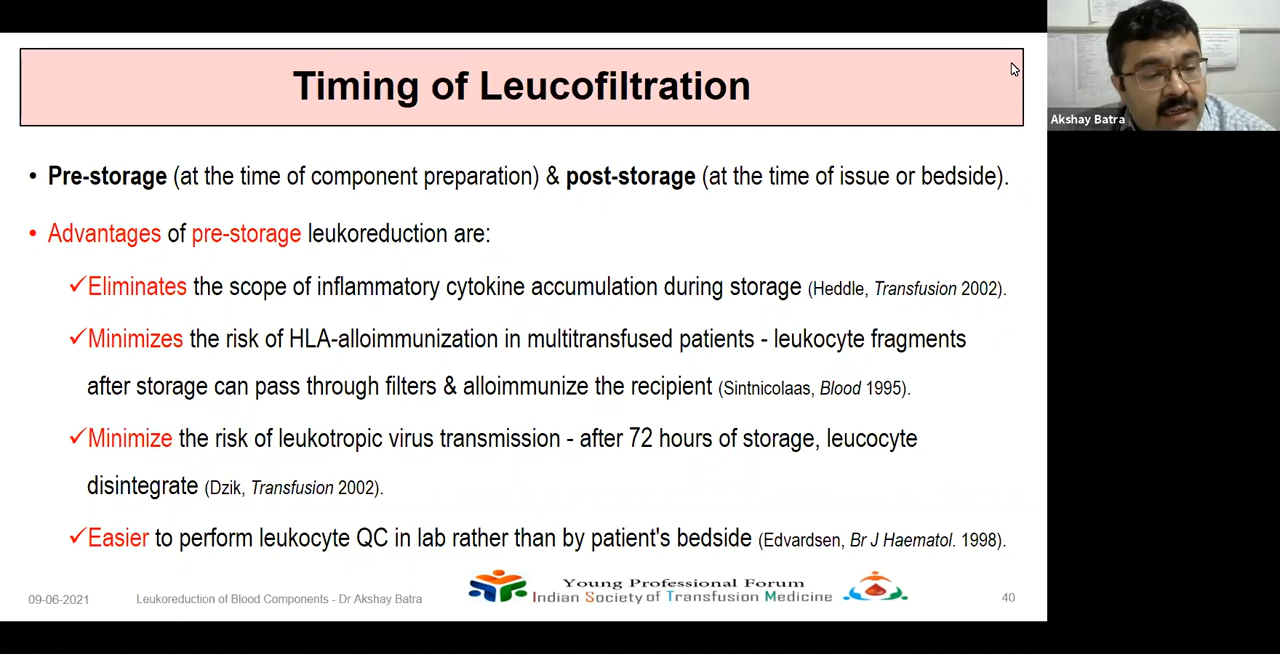 Timing of Leucofiltration
Akshay Batra
• Pre-storage (at the time of component preparation) & post-storage (at the time of issue or bedside).
• Advantages of pre-storage leukoreduction are:
✓Eliminates the scope of inflammatory cytokine accumulation during storage (Heddle, Transfusion 2002).
✓Minimizes the risk of HLA-alloimmunization in multitransfused patients - leukocyte fragments
after storage can pass through filters & alloimmunize the recipient (Sintnicolaas, Blood 1995).
✓Minimize the risk of leukotropic virus transmission - after 72 hours of storage, leucocyte
disintegrate (Dzik, Transfusion 2002).
✓Easier to perform leukocyte QC in lab rather than by patient's bedside (Edvardsen, Br J Haematol. 1998).
09-06-2021
Leukoreduction of Blood Components - Dr Akshay Batra
Young Professional Forum
Indian Society of Transfusion Medicine
40